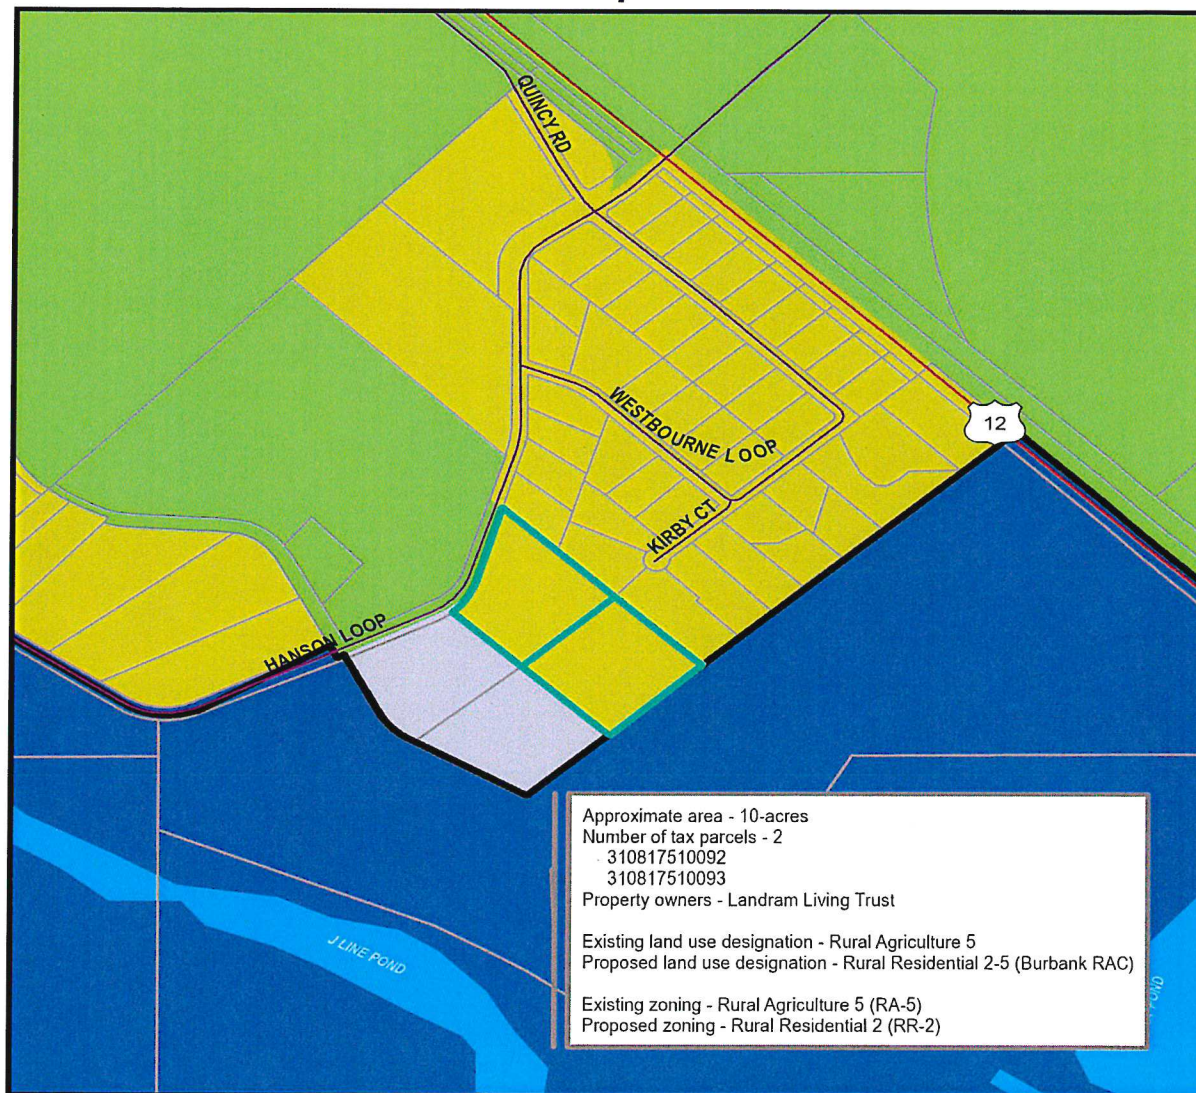 QUINCY RD
12
WESTBOURNE LOOP
KIRBY CT
HANSON LOOP
J LINE POND
POND
Approximate area - 10-acres
Number of tax parcels - 2
310817510092
310817510093
Property owners - Landram Living Trust
Existing land use designation - Rural Agriculture 5
Proposed land use designation - Rural Residential 2-5 (Burbank RAC)
Existing zoning - Rural Agriculture 5 (RA-5)
Proposed zoning - Rural Residential 2 (RR-2)